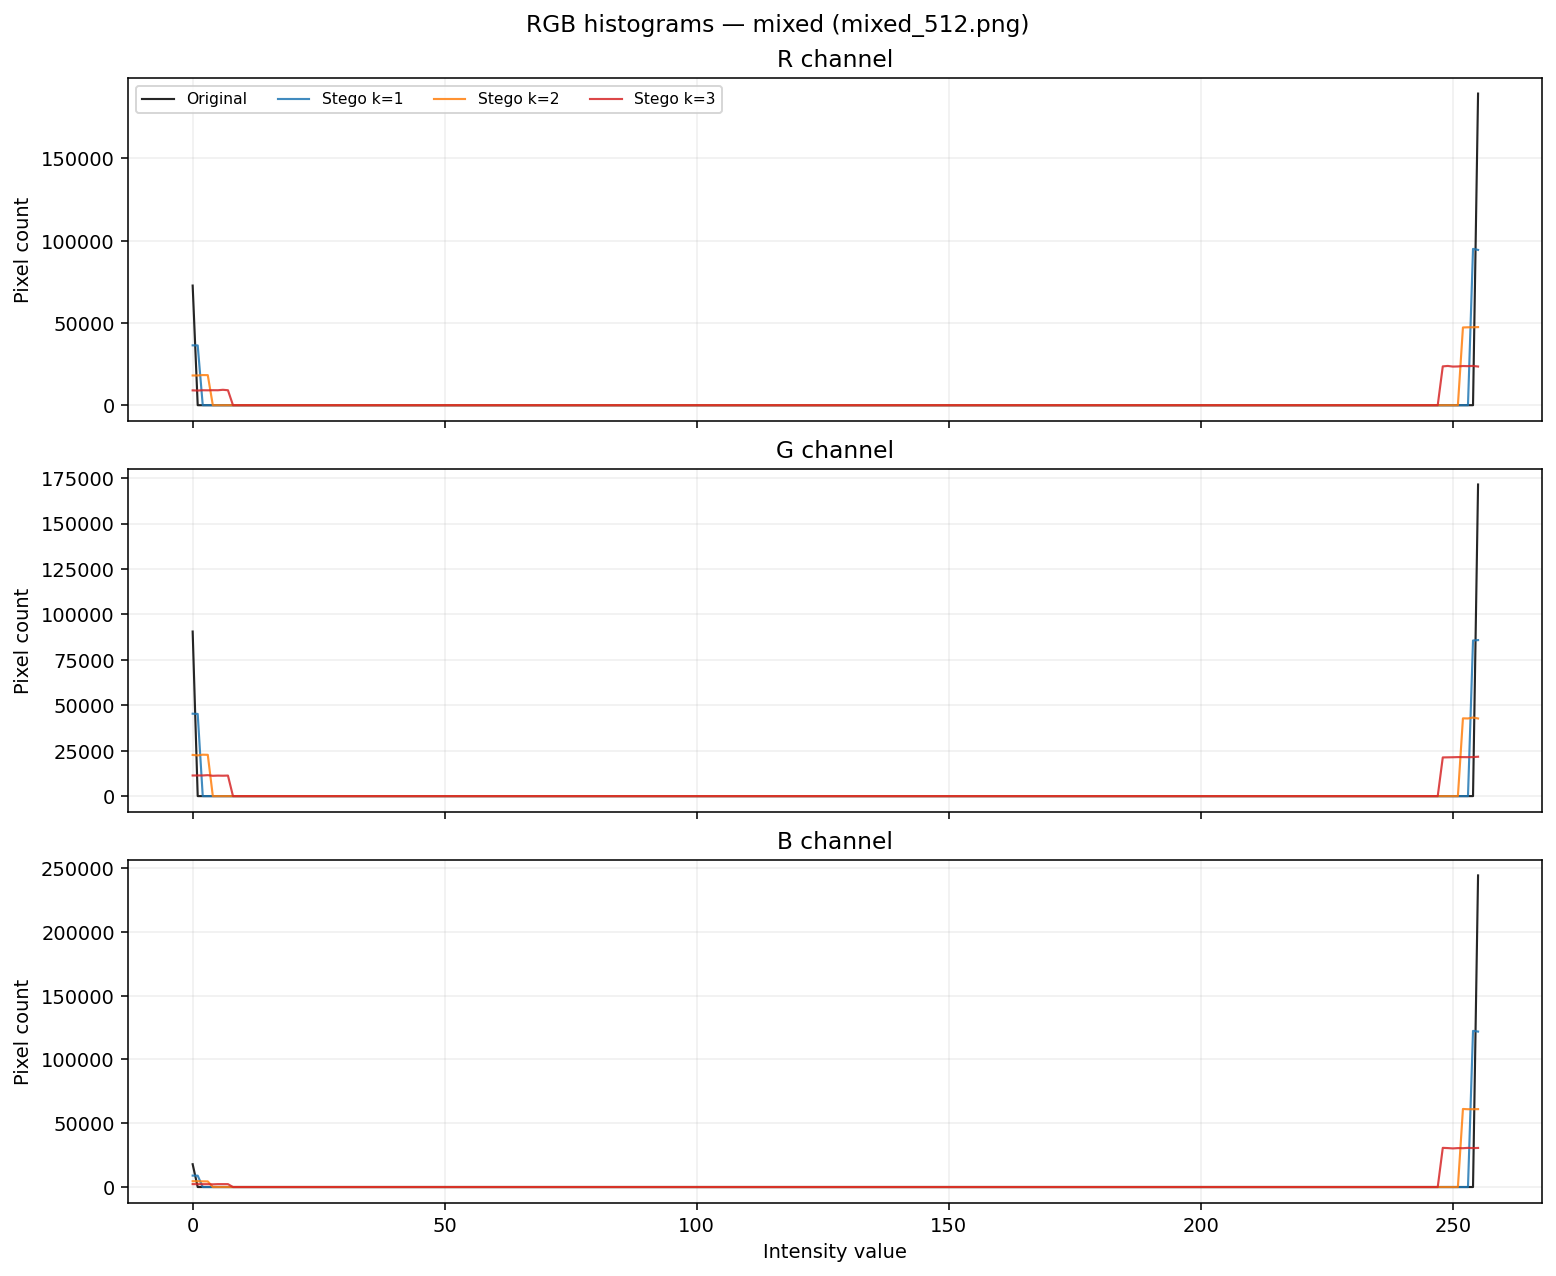 RGB histograms — mixed (mixed_512.png)
R channel
Original
Stego k=1
Stego k=2
Stego k=3
150000
100000
50000
0
Pixel count
G channel
175000
150000
125000
100000
75000
50000
25000
0
Pixel count
B channel
250000
200000
150000
100000
50000
0
Pixel count
0 50 100 150 200 250
Intensity value